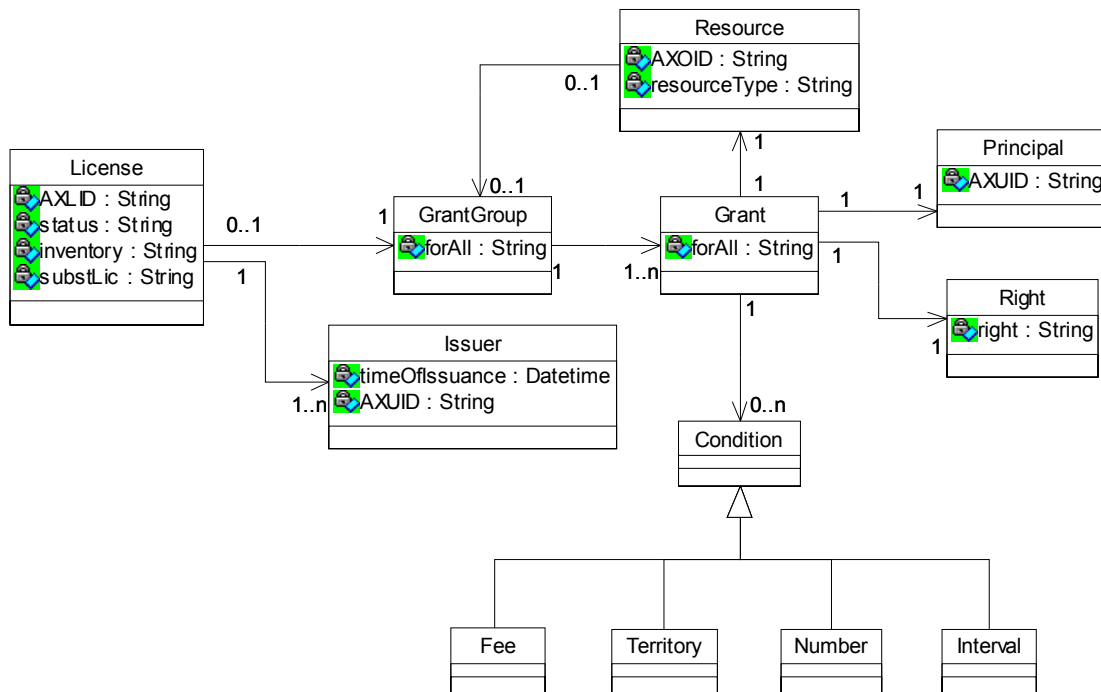 Resource
AXOID : String
resourceType : String
0..1
1
Principal
AXUID : String
License
AXLID : String
status : String
inventory : String
substLic : String
0..1
1
0..1
1
GrantGroup
forAll : String
1
1..n
1
Grant
forAll : String
1
1
1
1
Right
right : String
1
Issuer
timeOfIssuance : Datetime
AXUID : String
1..n
0..n
Condition
Fee
Territory
Number
Interval